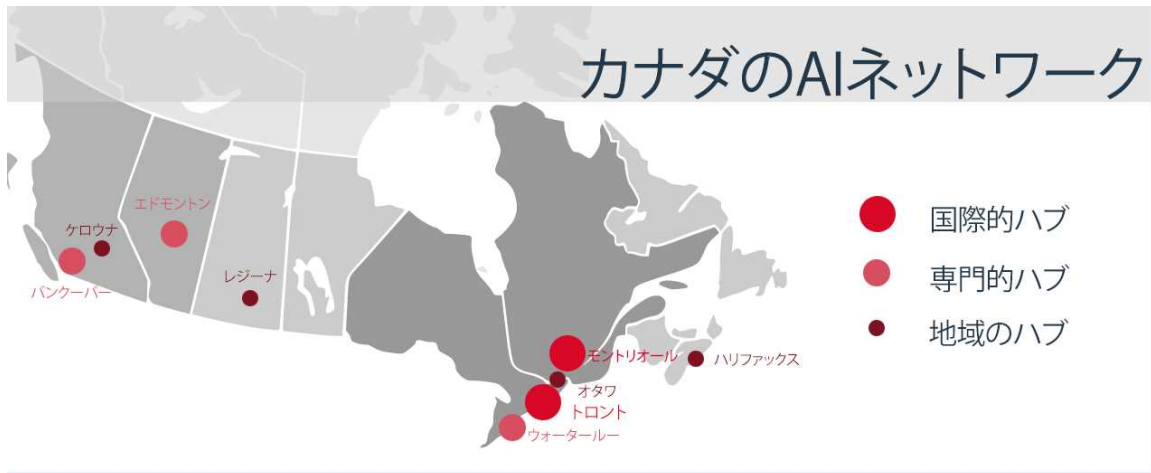 カナダのAIネットワーク
エドモントン
ケロウナ
バンクーバー
レジーナ
モントリオール
ハリファックス
オタワ
トロント
ウォータールー
国際的ハブ
専門的ハブ
地域のハブ